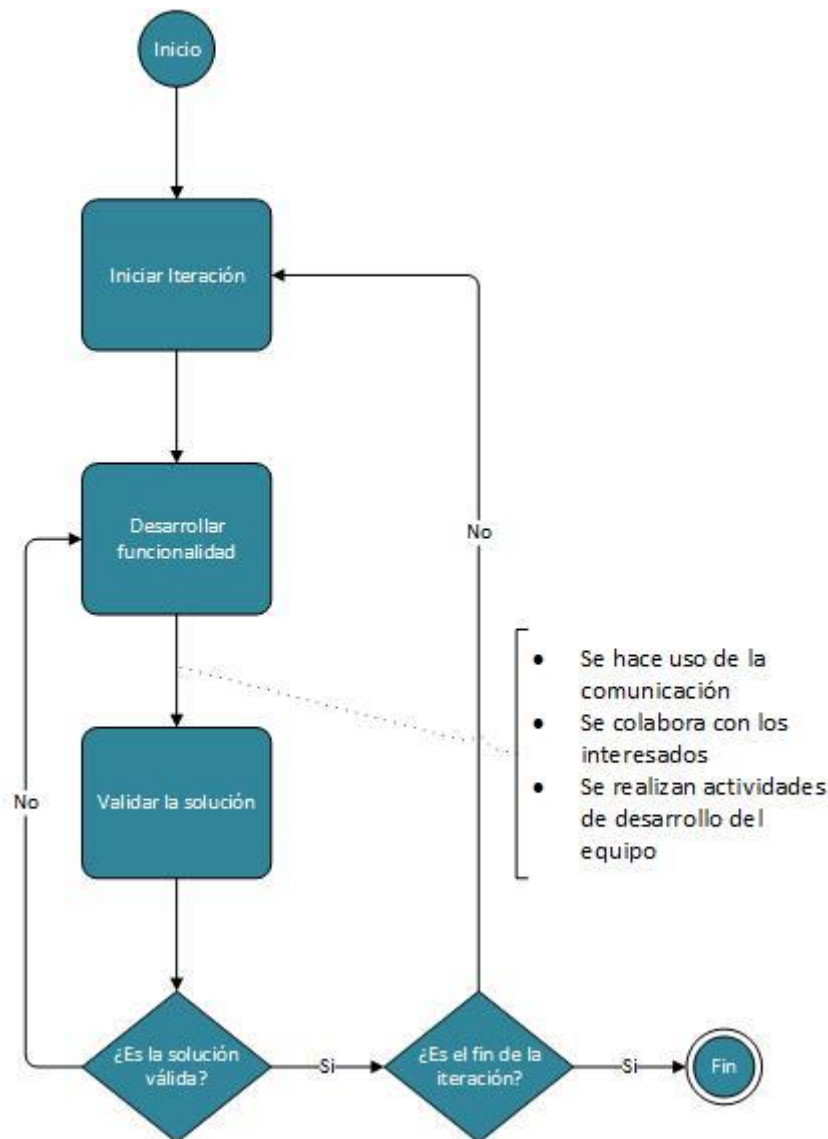 Inicio
Iniciar Iteración
Desarrollar
funcionalidad
No
● Se hace uso de la
comunicación
● Se colabora con los
interesados
● Se realizan actividades
de desarrollo del
equipo
Validar la solución
No
¿Es la solución
válida?
Si
¿Es el fin de la
iteración?
Si
Fin